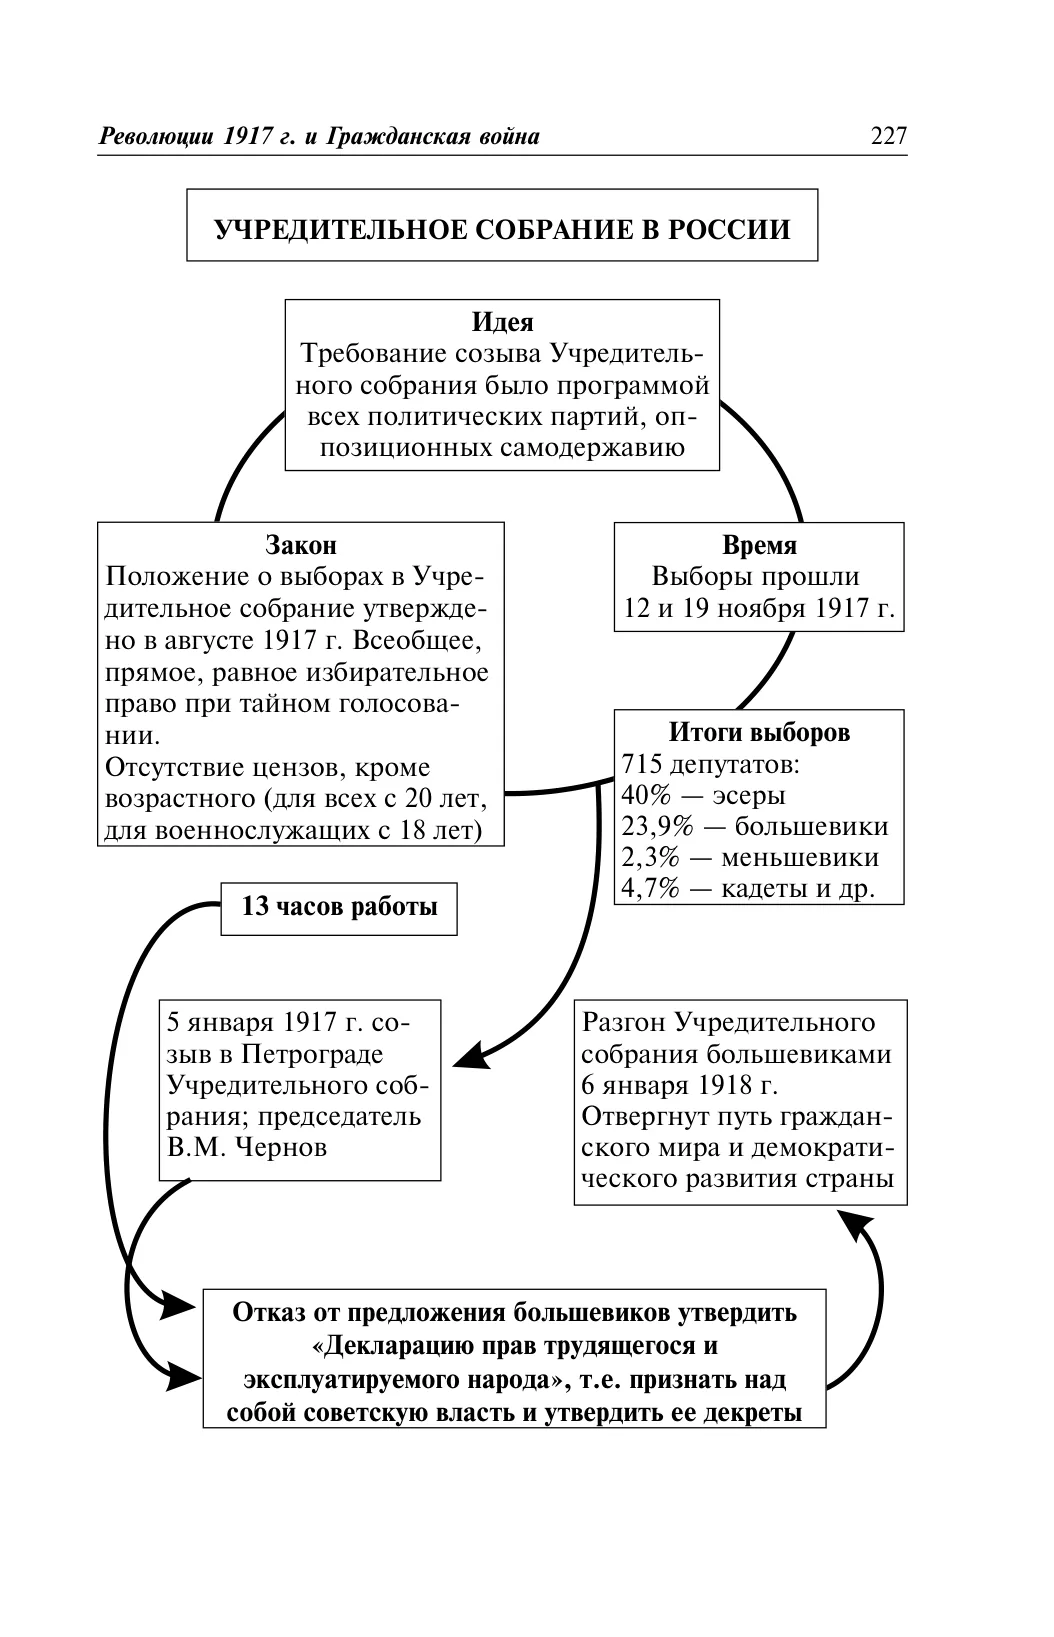 Революции 1917 г. и Гражданская война 227
УЧРЕДИТЕЛЬНОЕ СОБРАНИЕ В РОССИИ
Идея
Требование созыва Учредитель-
ного собрания было программой
всех политических партий, оп-
позиционных самодержавию
Закон
Положение о выборах в Учре-
дительное собрание утвержде-
но в августе 1917 г. Всеобщее,
прямое, равное избирательное
право при тайном голосова-
нии.
Отсутствие цензов, кроме
возрастного (для всех с 20 лет,
для военнослужащих с 18 лет)
Время
Выборы прошли
12 и 19 ноября 1917 г.
Итоги выборов
715 депутатов:
40% — эсеры
23,9% — большевики
2,3% — меньшевики
4,7% — кадеты и др.
13 часов работы
5 января 1917 г. со-
зыв в Петрограде
Учредительного соб-
рания; председатель
В.М. Чернов
Разгон Учредительного
собрания большевиками
6 января 1918 г.
Отвергнут путь граждан-
ского мира и демократи-
ческого развития страны
Отказ от предложения большевиков утвердить
«Декларацию прав трудящегося и
эксплуатируемого народа», т.е. признать над
собой советскую власть и утвердить ее декреты